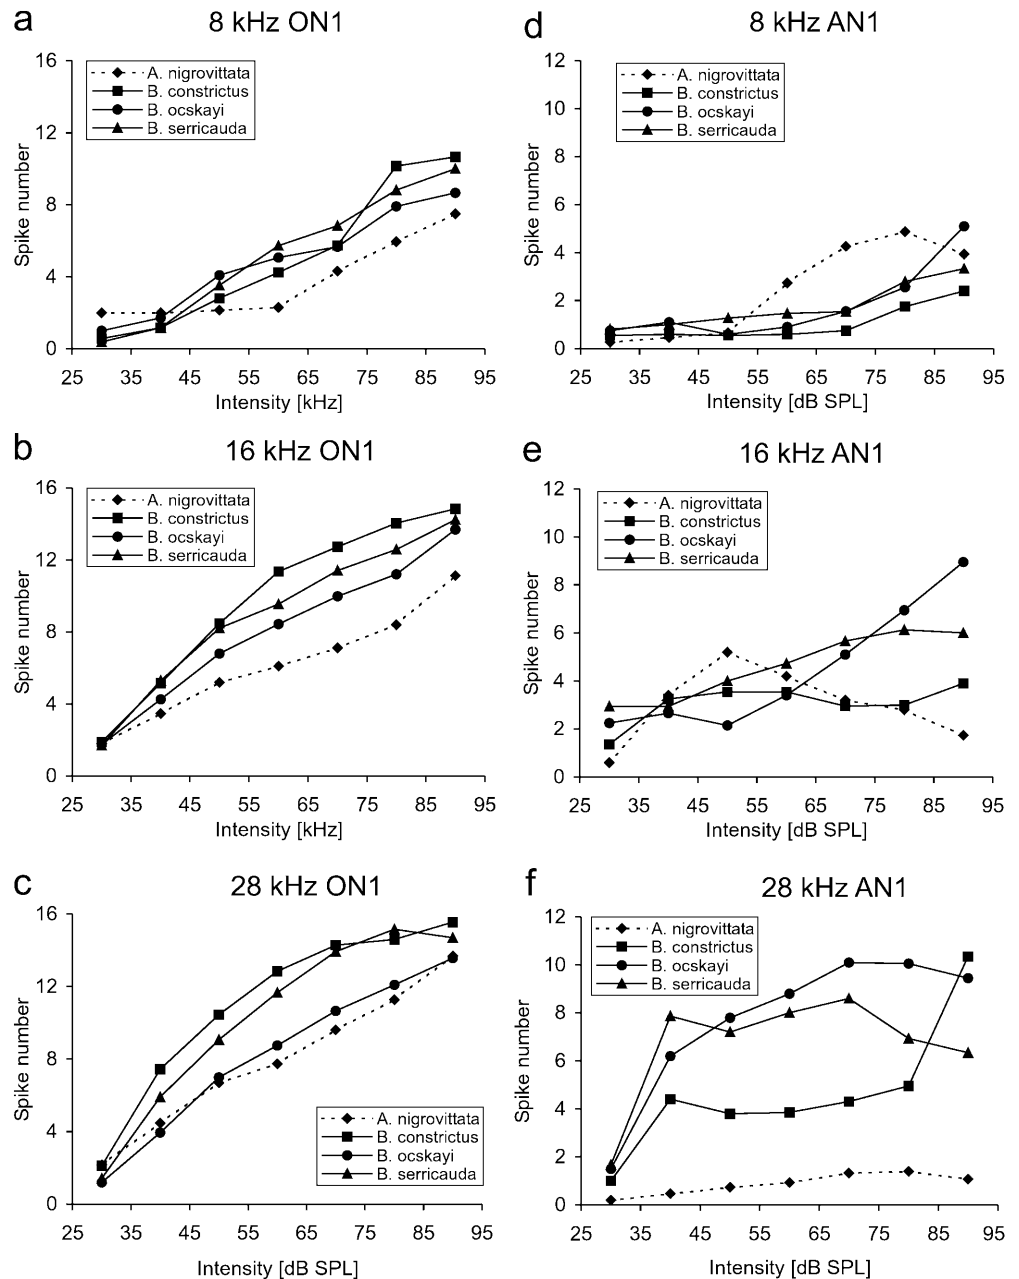 a
8 kHz ON1
16
12
8
4
0
Spike number
A. nigrovittata
B. constrictus
B. ocskayi
B. serricauda
25 35 45 55 65 75 85 95
Intensity [kHz]
d
8 kHz AN1
12
10
8
6
4
2
0
Spike number
A. nigrovittata
B. constrictus
B. ocskayi
B. serricauda
25 35 45 55 65 75 85 95
Intensity [dB SPL]
b
16 kHz ON1
16
12
8
4
0
Spike number
A. nigrovittata
B. constrictus
B. ocskayi
B. serricauda
25 35 45 55 65 75 85 95
Intensity [kHz]
e
16 kHz AN1
12
10
8
6
4
2
0
Spike number
A. nigrovittata
B. constrictus
B. ocskayi
B. serricauda
25 35 45 55 65 75 85 95
Intensity [dB SPL]
c
28 kHz ON1
16
12
8
4
0
Spike number
A. nigrovittata
B. constrictus
B. ocskayi
B. serricauda
25 35 45 55 65 75 85 95
Intensity [dB SPL]
f
28 kHz AN1
12
10
8
6
4
2
0
Spike number
A. nigrovittata
B. constrictus
B. ocskayi
B. serricauda
25 35 45 55 65 75 85 95
Intensity [dB SPL]